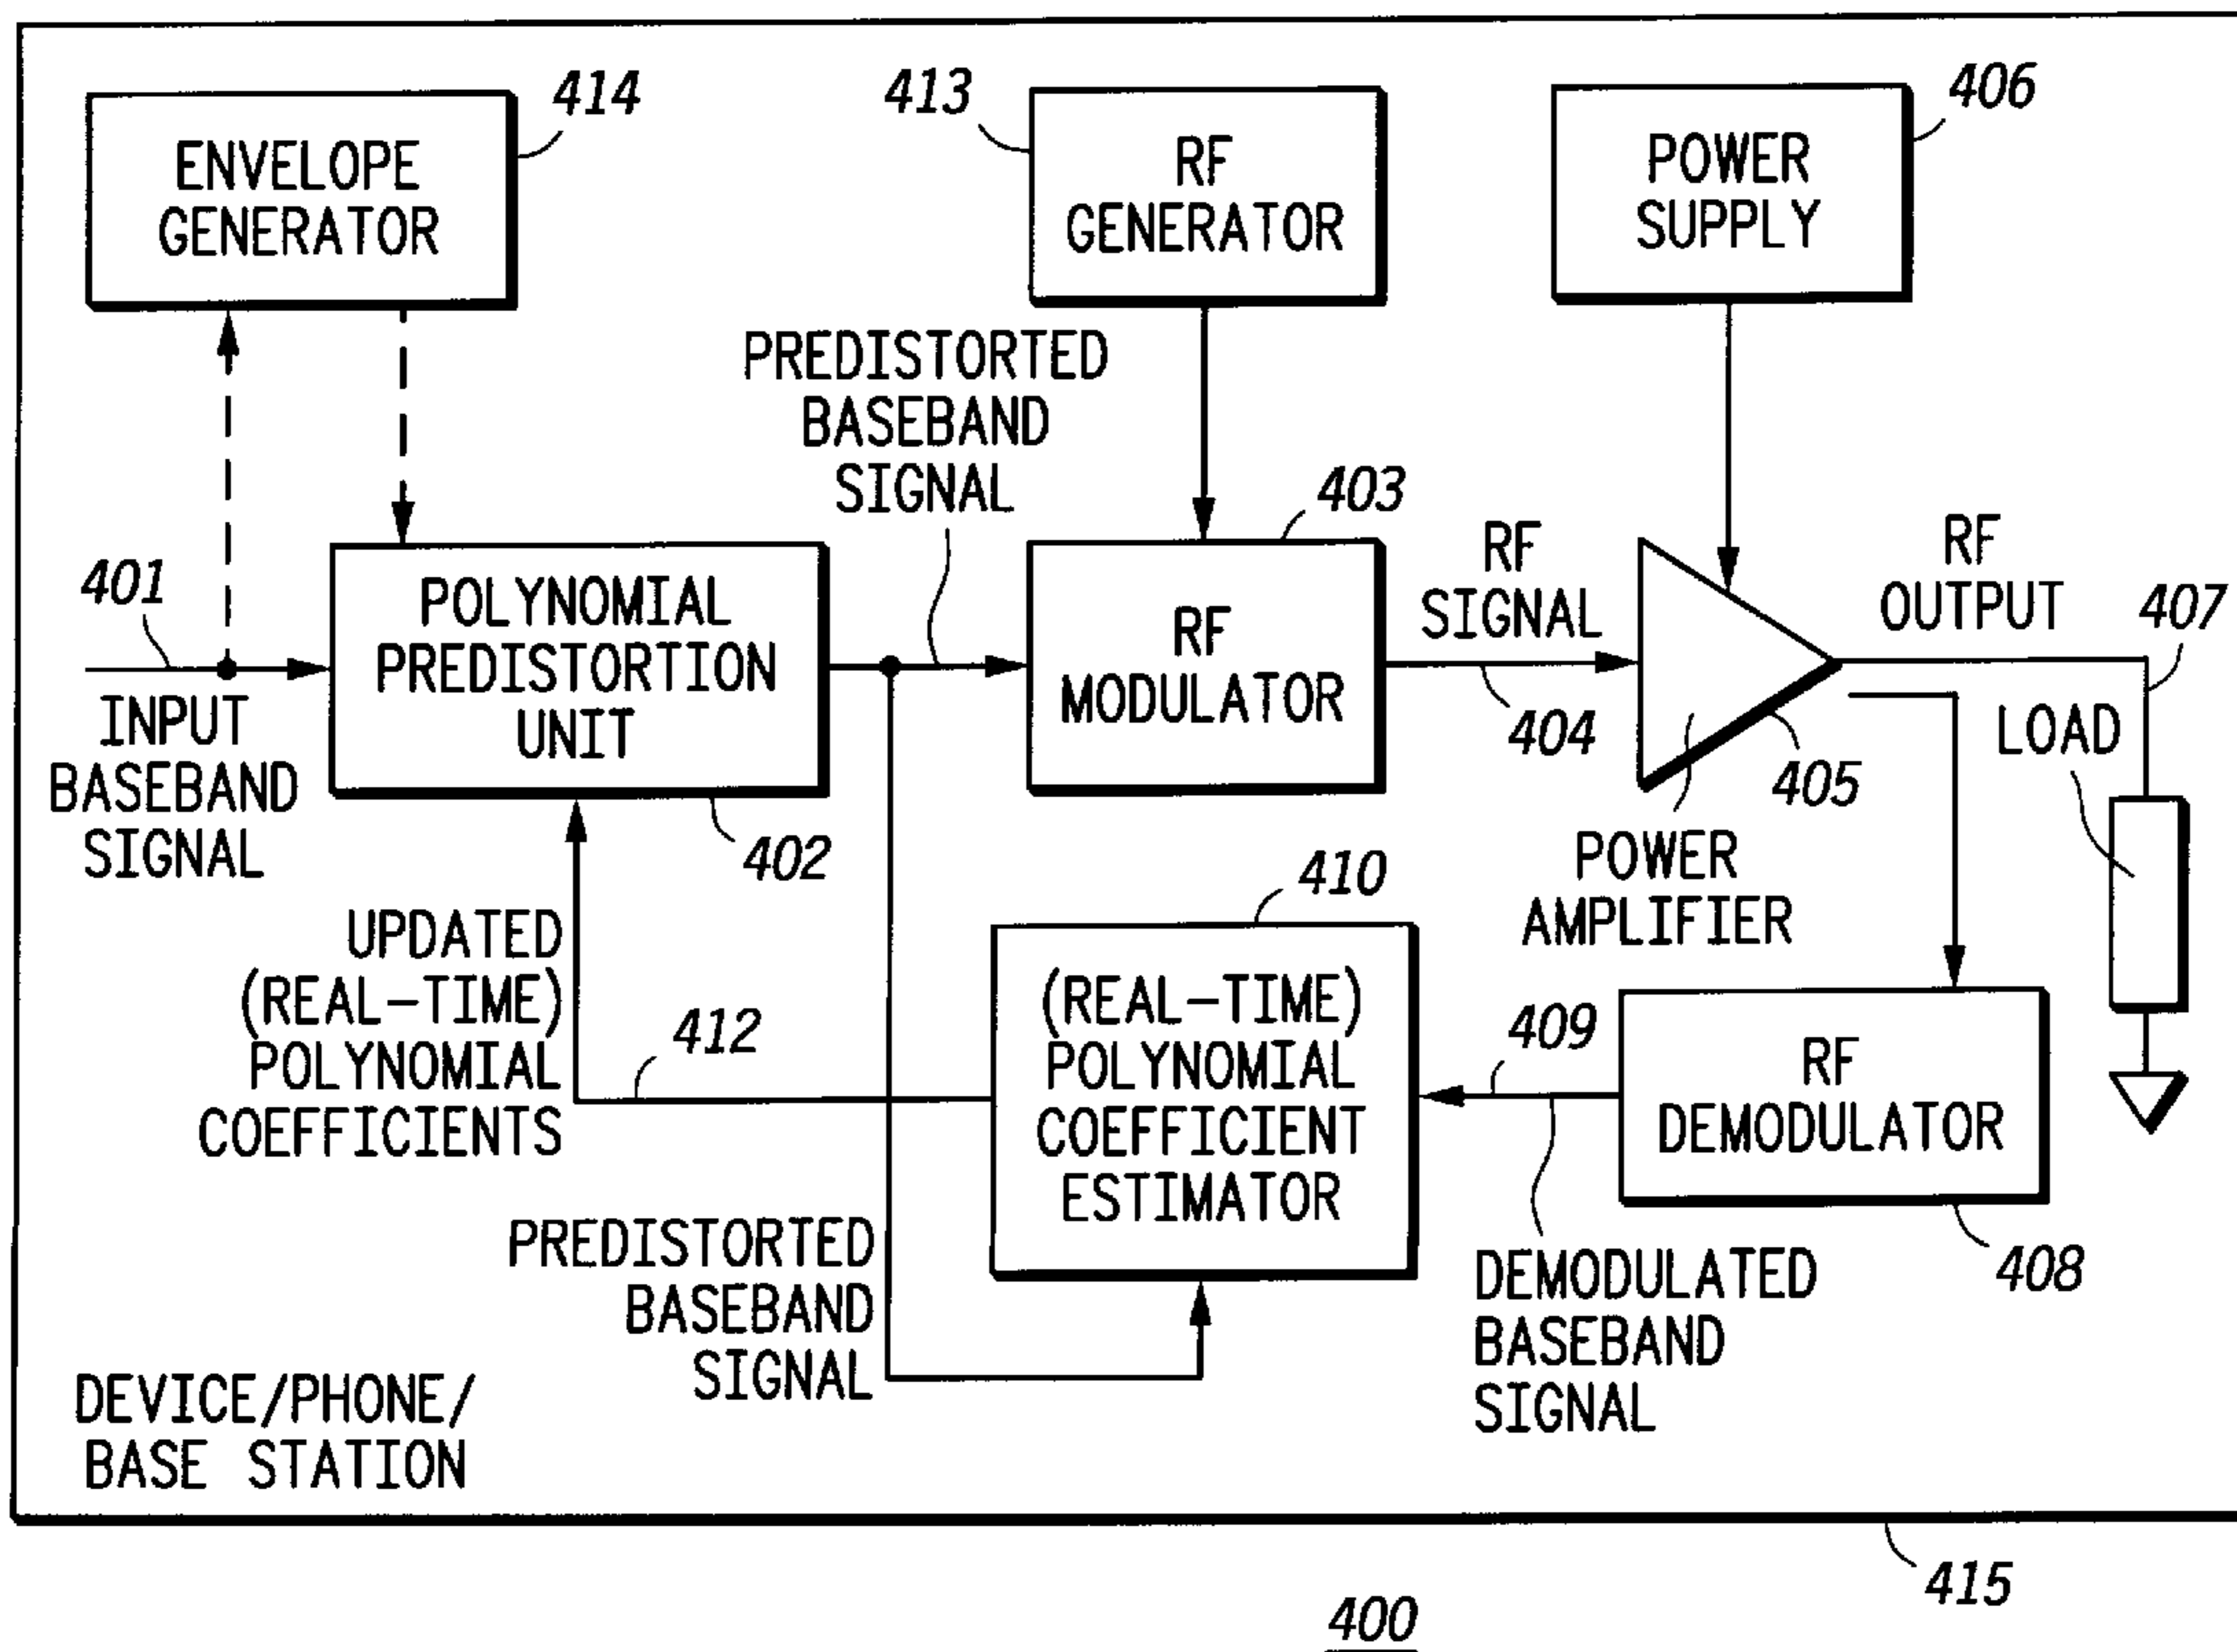 414
ENVELOPE
GENERATOR
413
RF
GENERATOR
406
POWER
SUPPLY
PREDISTORTED
BASEBAND
SIGNAL
401
INPUT
BASEBAND
SIGNAL
POLYNOMIAL
PREDISTORTION
UNIT
402
403
RF
MODULATOR
RF
SIGNAL
404
405
POWER
AMPLIFIER
RF
OUTPUT
407
LOAD
UPDATED
(REAL-TIME)
POLYNOMIAL
COEFFICIENTS
412
410
(REAL-TIME)
POLYNOMIAL
COEFFICIENT
ESTIMATOR
409
RF
DEMODULATOR
408
PREDISTORTED
BASEBAND
SIGNAL
DEMODULATED
BASEBAND
SIGNAL
DEVICE/PHONE/
BASE STATION
415
400